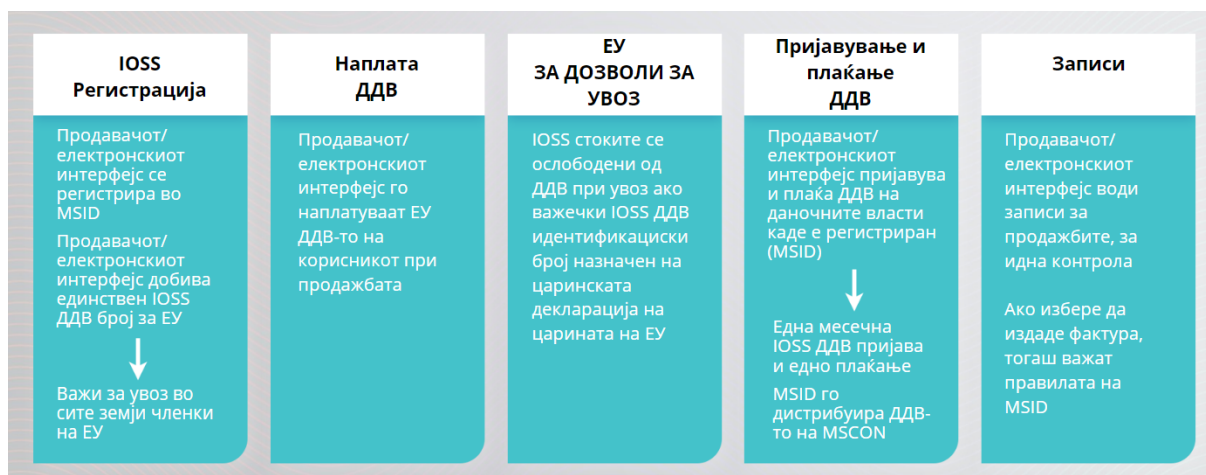 IOSS
Регистрација
Продавачот/
електронскиот
интерфејс се
регистрира во
MSID
Продавачот/
електронскиот
интерфејс добива
единствен IOSS
ДДВ број за ЕУ
Важи за увоз во
сите земји членки
на ЕУ
Наплата
ДДВ
Продавачот/
електронскиот
интерфејс го
наплатуваат ЕУ
ДДВ-то на
корисникот при
продажбата
ЕУ
ЗА ДОЗВОЛИ ЗА
УВОЗ
IOSS стоките се
ослободени од
ДДВ при увоз ако
важечки IOSS ДДВ
идентификациски
број назначен на
царинската
декларација на
царината на ЕУ
Пријавување и
плаќање
ДДВ
Продавачот/
електронскиот
интерфејс пријавува
и плаќа ДДВ на
даночните власти
каде е регистриран
(MSID)
Една месечна
IOSS ДДВ пријава
и едно плаќање
MSID го
дистрибуира ДДВ-
то на MSCON
Записи
Продавачот/
електронскиот
интерфејс води
записи за
продажбите, за
идна контрола
Ако избере да
издаде фактура,
тогаш важат
правилата на
MSID